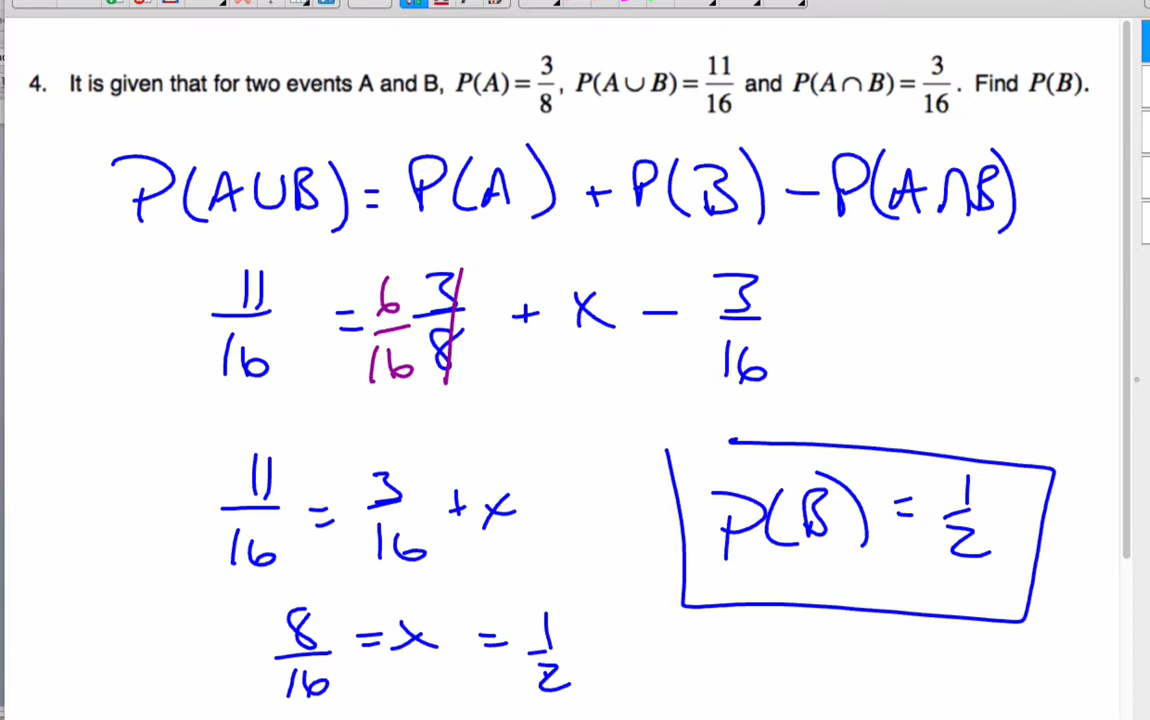 4. It is given that for two events A and B, P(A) = 3/8, P(A∪B) = 11/16 and P(A∩B) = 3/16. Find P(B).
P(A∪B) = P(A) + P(B) − P(A∩B)
11/16 = 6/16 3/8 + x − 3/16
11/16 = 3/16 + x
P(B) = 1/2
8/16 = x = 1/2